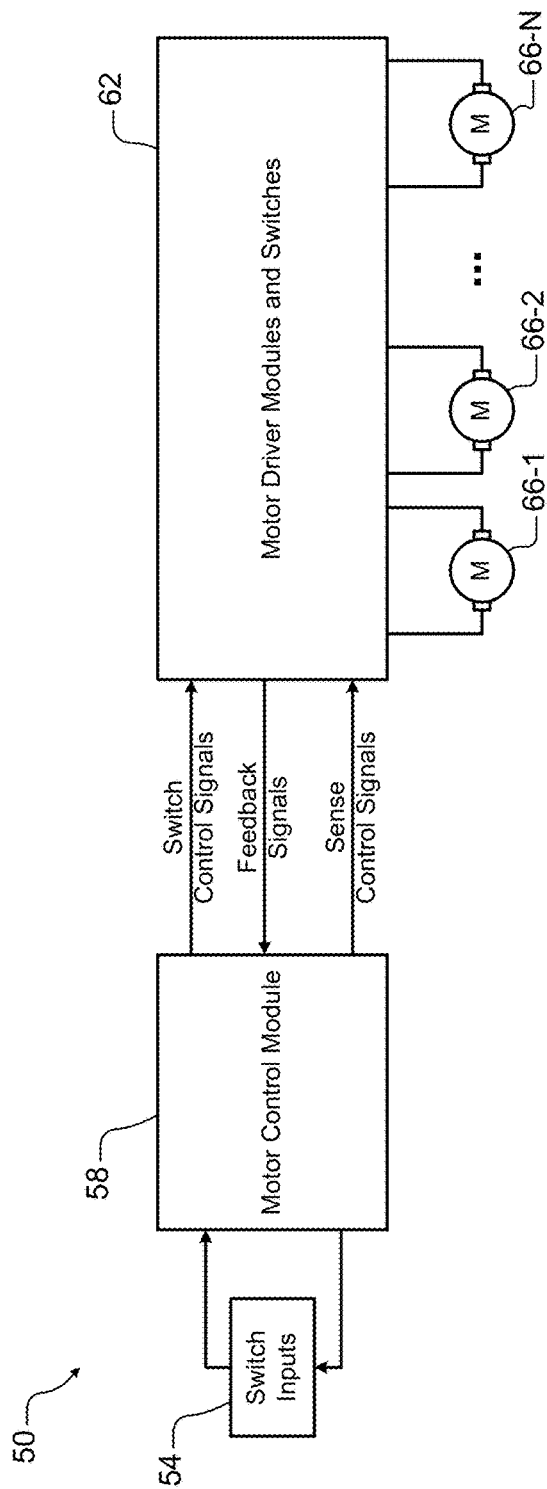 50
54
Switch
Inputs
58
Motor Control Module
Switch
Control Signals
Feedback
Signals
Sense
Control Signals
62
Motor Driver Modules and Switches
M
66-1
M
66-2
...
M
66-N